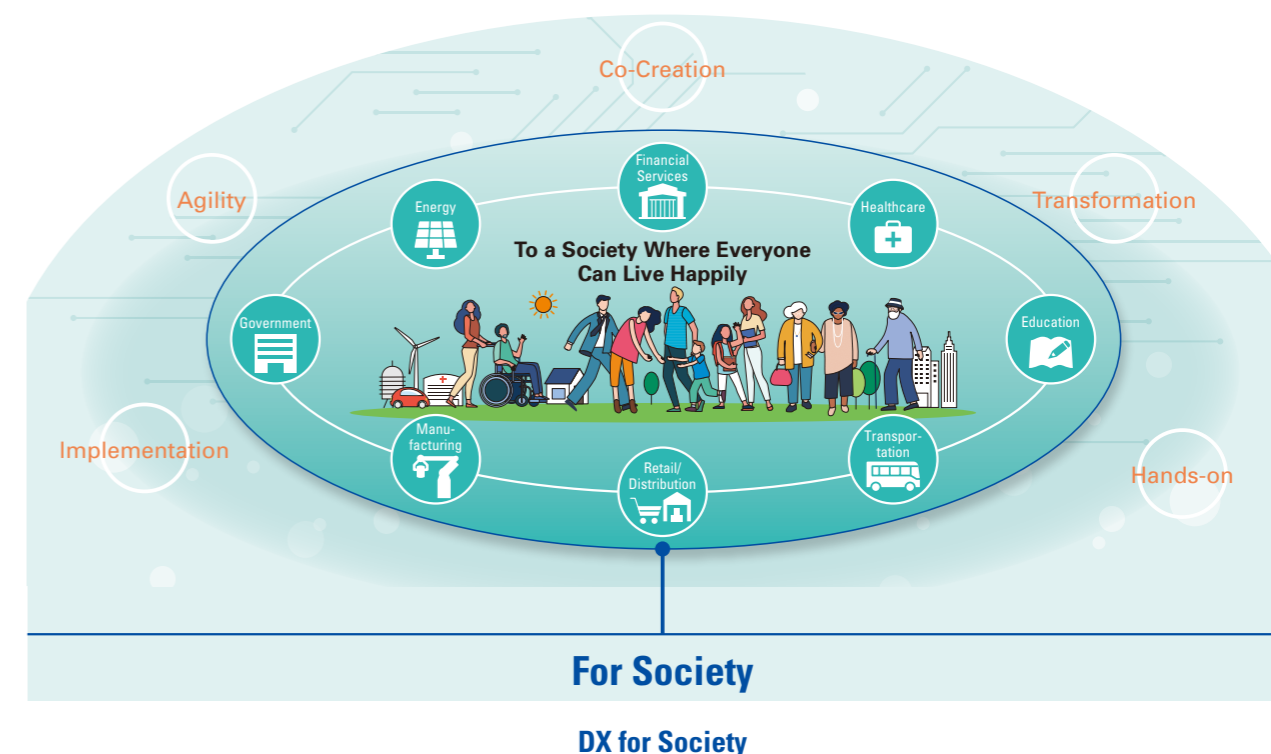 Co-Creation
Agility
Transformation
Financial
Services
Energy
Healthcare
To a Society Where Everyone
Can Live Happily
Government
Education
Manu-
facturing
Transpor-
tation
Retail/
Distribution
Implementation
Hands-on
For Society
DX for Society